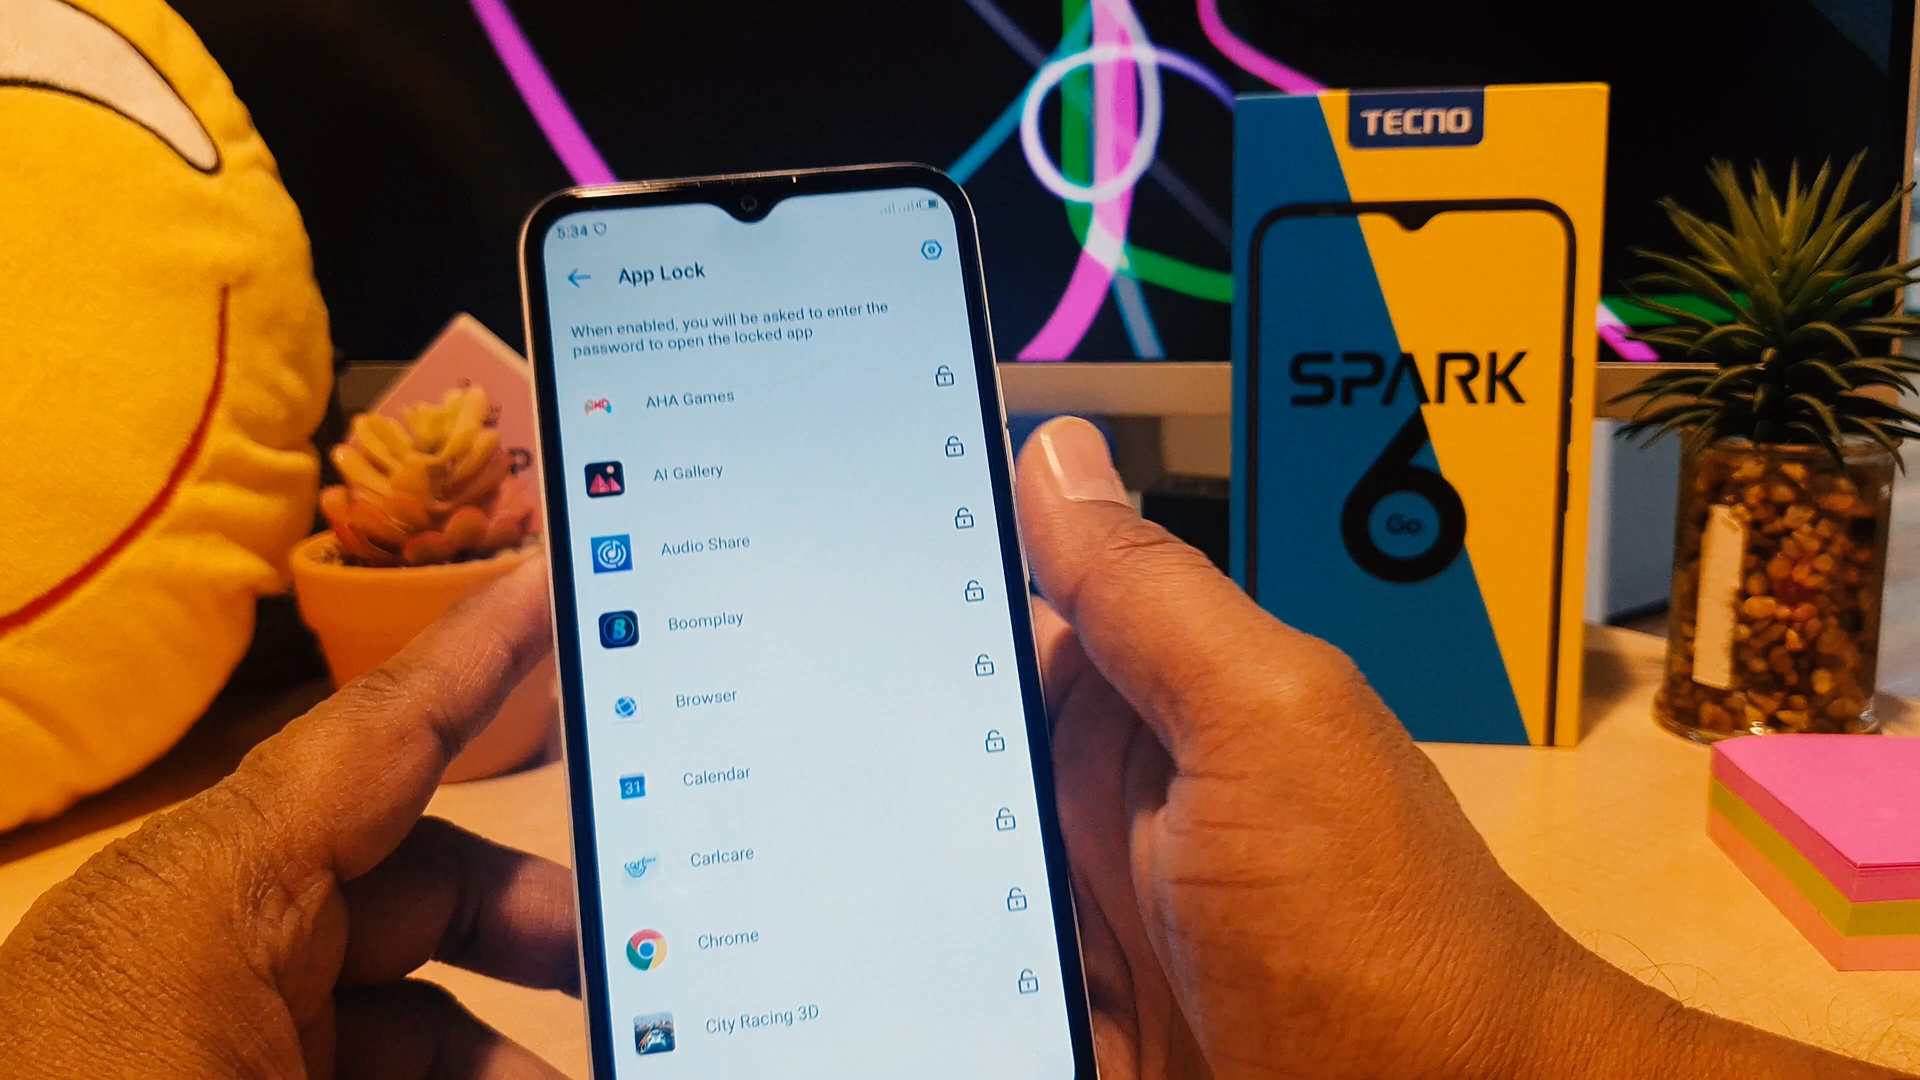 5:34
App Lock
When enabled, you will be asked to enter the
password to open the locked app
AHA Games
AI Gallery
Audio Share
Boomplay
Browser
31
Calendar
Carlcare
Chrome
City Racing 3D
TECNO
SPARK
6
Go